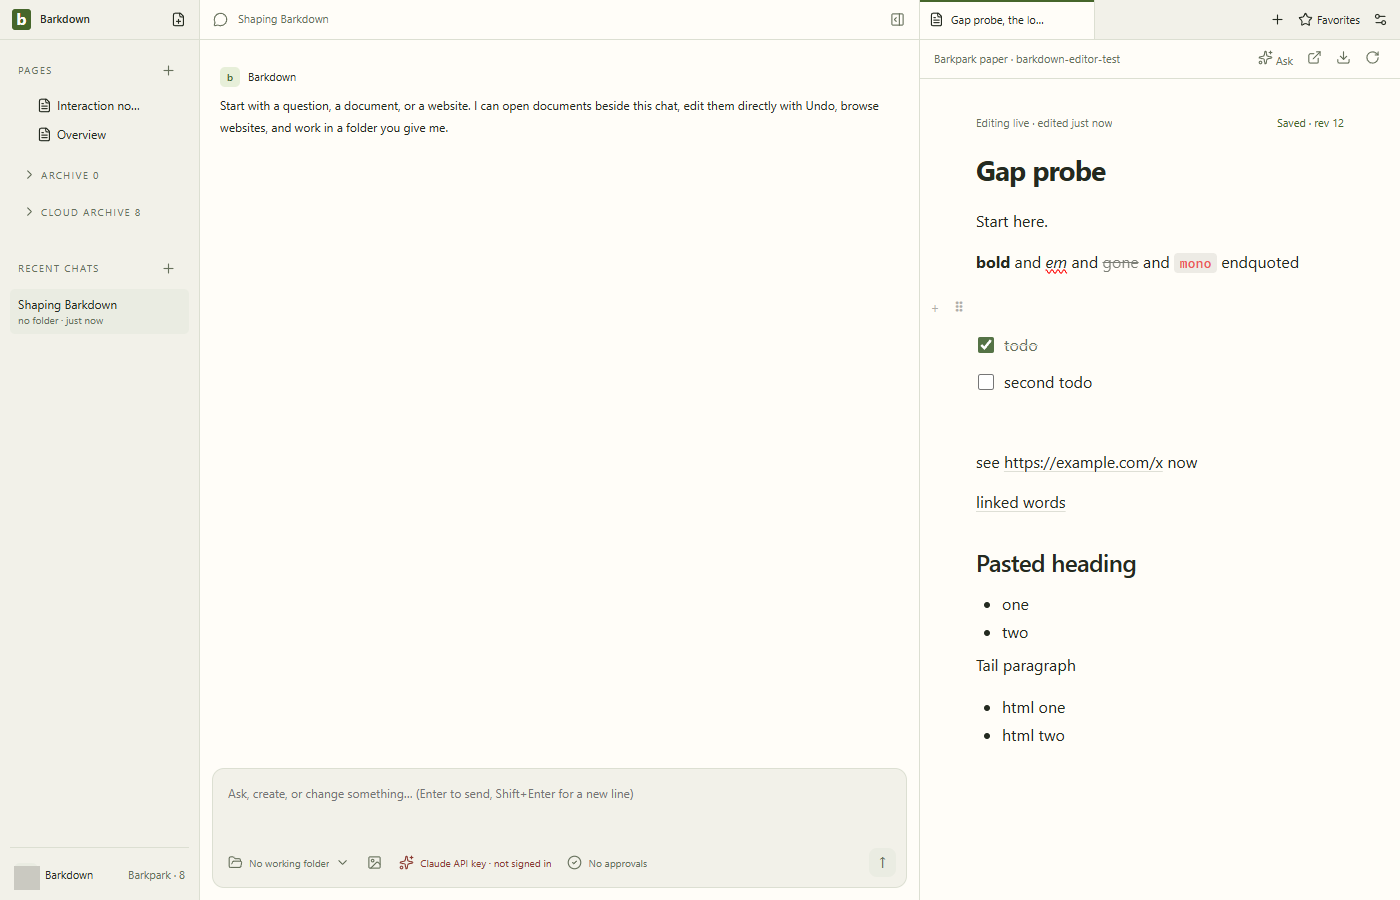 b Barkdown
PAGES
Interaction no...
Overview
ARCHIVE 0
CLOUD ARCHIVE 8
RECENT CHATS
Shaping Barkdown
no folder · just now
Barkdown
Barkpark · 8
Shaping Barkdown
b Barkdown
Start with a question, a document, or a website. I can open documents beside this chat, edit them directly with Undo, browse
websites, and work in a folder you give me.
Ask, create, or change something... (Enter to send, Shift+Enter for a new line)
No working folder
Claude API key · not signed in
No approvals
Gap probe, the lo...
Favorites
Barkpark paper · barkdown-editor-test
Ask
Editing live · edited just now
Saved · rev 12
Gap probe
Start here.
bold and em and gone and mono endquoted
todo
second todo
see https://example.com/x now
linked words
Pasted heading
• one
• two
Tail paragraph
• html one
• html two